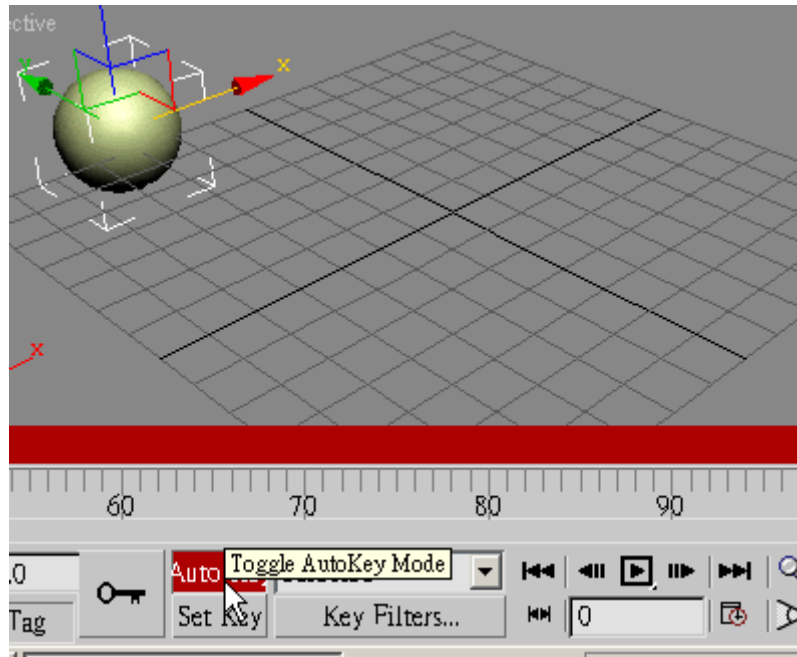 ective
y
x
x
60 70 80 90
.0
Auto
Toggle AutoKey Mode
Tag
Set Key
Key Filters...
0